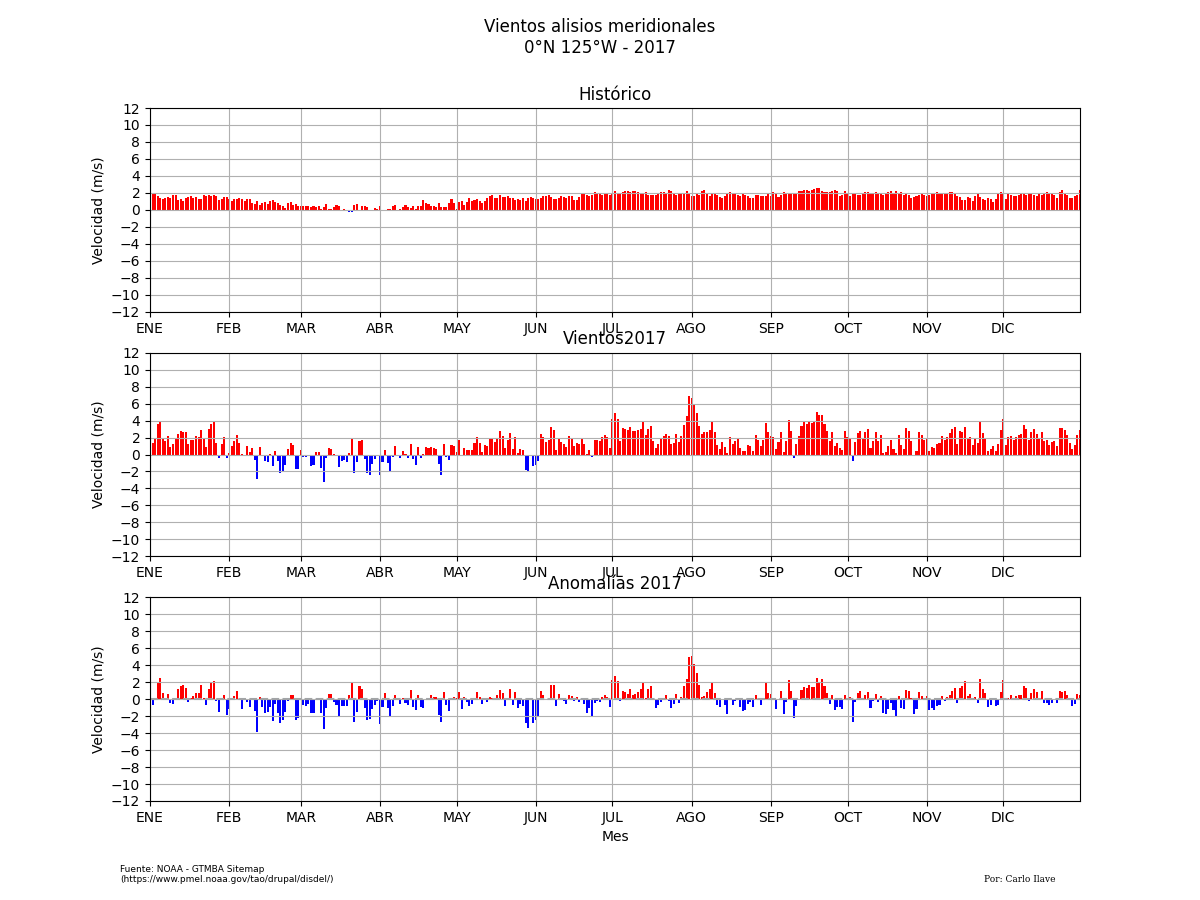 Vientos alisios meridionales
0°N 125°W - 2017
Histórico
12
10
8
6
4
2
0
−2
−4
−6
−8
−10
−12
Velocidad (m/s)
ENE FEB MAR ABR MAY JUN JUL AGO SEP OCT NOV DIC
Vientos2017
12
10
8
6
4
2
0
−2
−4
−6
−8
−10
−12
Velocidad (m/s)
ENE FEB MAR ABR MAY JUN JUL AGO SEP OCT NOV DIC
Anomalías 2017
12
10
8
6
4
2
0
−2
−4
−6
−8
−10
−12
Velocidad (m/s)
ENE FEB MAR ABR MAY JUN JUL AGO SEP OCT NOV DIC
Mes
Fuente: NOAA - GTMBA Sitemap
(https://www.pmel.noaa.gov/tao/drupal/disdel/)
Por: Carlo Ilave